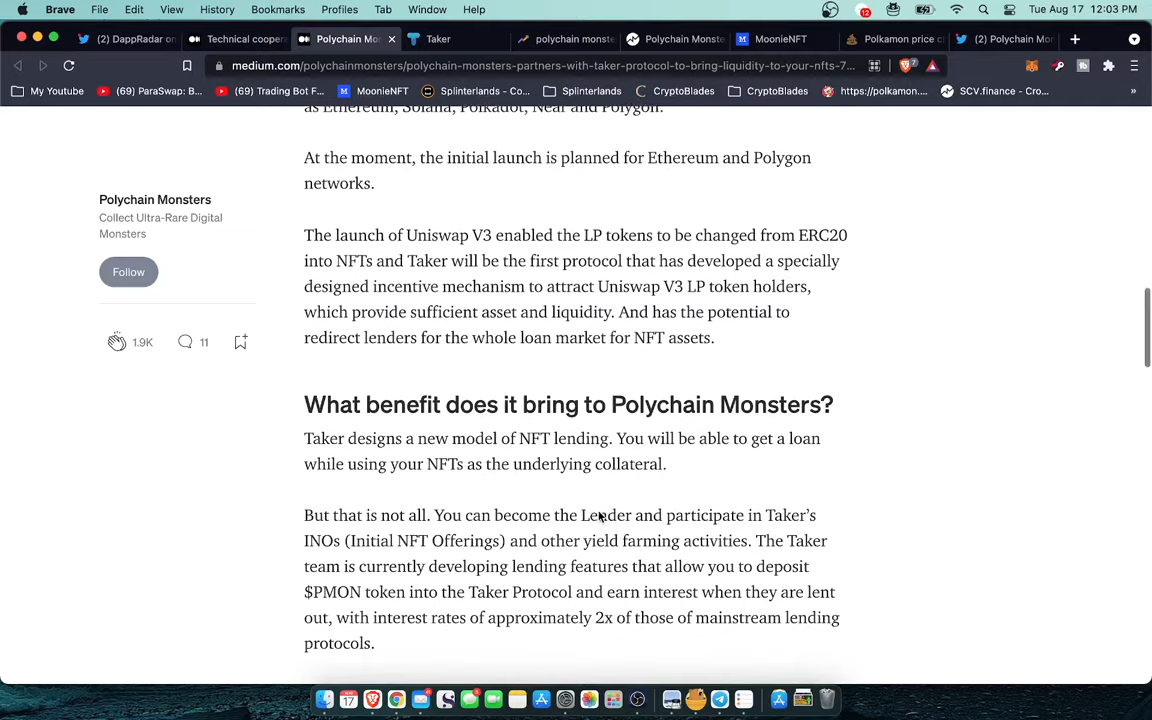 Brave File Edit View History Bookmarks Profiles Tab Window Help 12 Tue Aug 17 12:03 PM
(2) DappRadar on Technical cooper Polychain Mo Taker polychain monste Polychain Monste MoonieNFT Polkamon price c (2) Polychain Mo
medium.com/polychainmonsters/polychain-monsters-partners-with-taker-protocol-to-bring-liquidity-to-your-nfts-7... 7
My Youtube (69) ParaSwap: B... (69) Trading Bot F... MoonieNFT Splinterlands - Co... Splinterlands CryptoBlades CryptoBlades https://polkamon.... SCV.finance - Cro... »
as Ethereum, Solana, Polkadot, Near and Polygon.
At the moment, the initial launch is planned for Ethereum and Polygon
networks.
Polychain Monsters
Collect Ultra-Rare Digital
Monsters
Follow
1.9K 11
The launch of Uniswap V3 enabled the LP tokens to be changed from ERC20
into NFTs and Taker will be the first protocol that has developed a specially
designed incentive mechanism to attract Uniswap V3 LP token holders,
which provide sufficient asset and liquidity. And has the potential to
redirect lenders for the whole loan market for NFT assets.
What benefit does it bring to Polychain Monsters?
Taker designs a new model of NFT lending. You will be able to get a loan
while using your NFTs as the underlying collateral.
But that is not all. You can become the Lender and participate in Taker's
INOs (Initial NFT Offerings) and other yield farming activities. The Taker
team is currently developing lending features that allow you to deposit
$PMON token into the Taker Protocol and earn interest when they are lent
out, with interest rates of approximately 2x of those of mainstream lending
protocols.
17